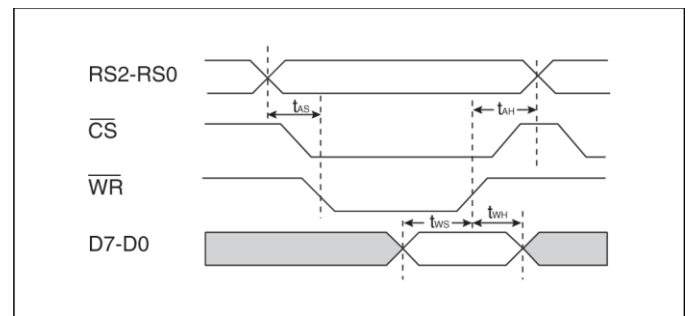 RS2-RS0
tAS
tAH
CS
WR
tWS
tWH
D7-D0